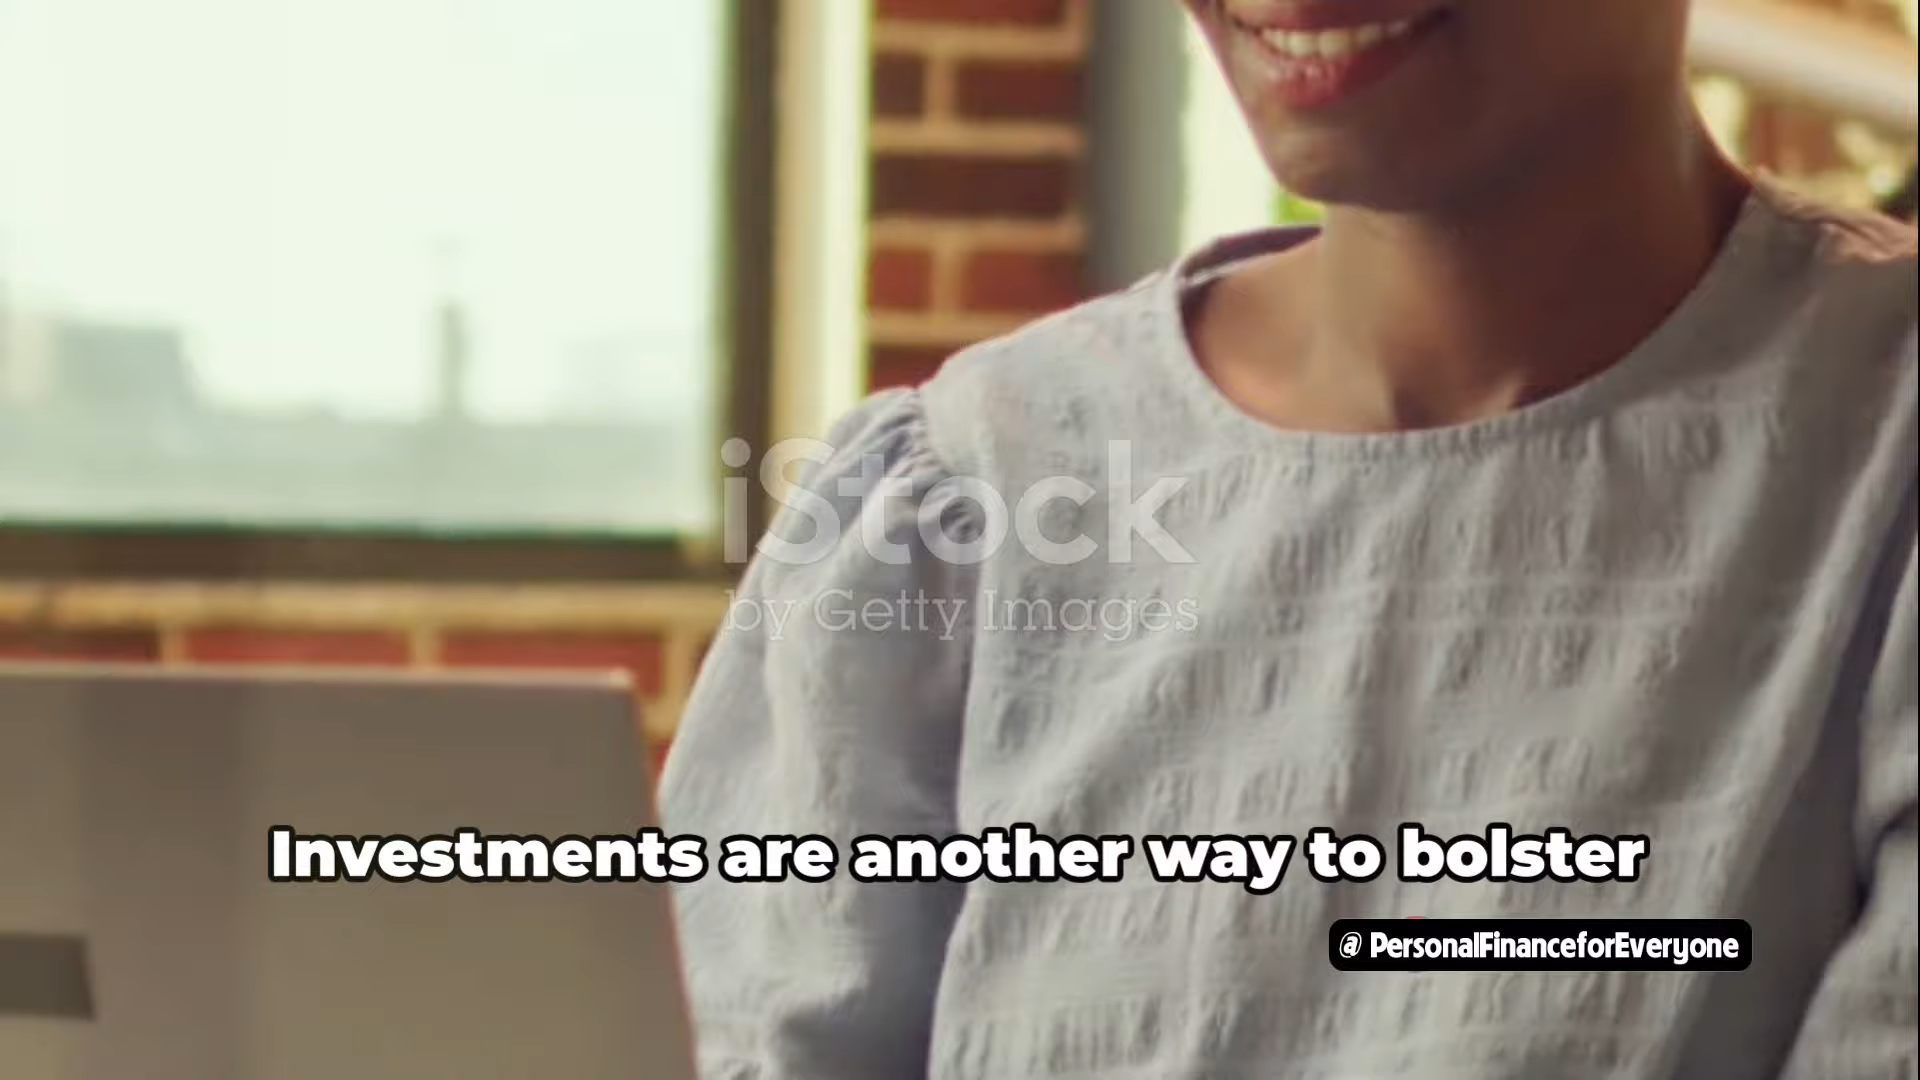 iStock
by Getty Images
Investments are another way to bolster
@ PersonalFinanceforEveryone